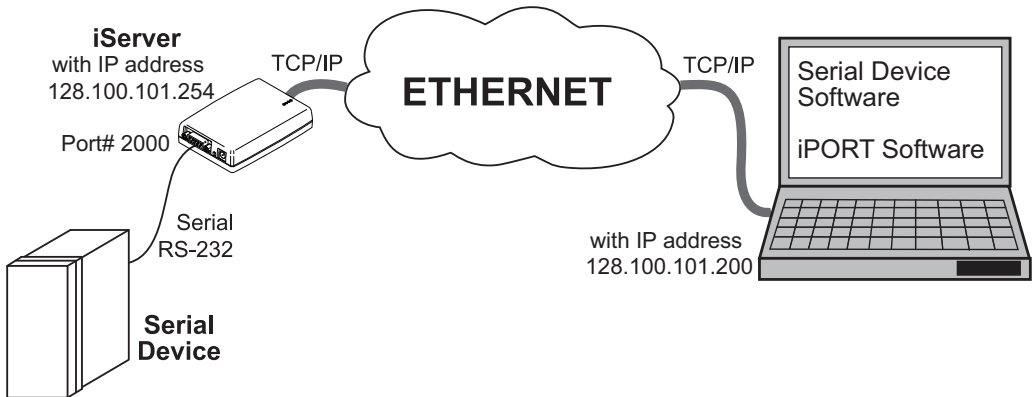 iServer
with IP address
128.100.101.254
Port# 2000
TCP/IP
ETHERNET
TCP/IP
Serial Device
Software
iPORT Software
Serial
RS-232
with IP address
128.100.101.200
Serial
Device